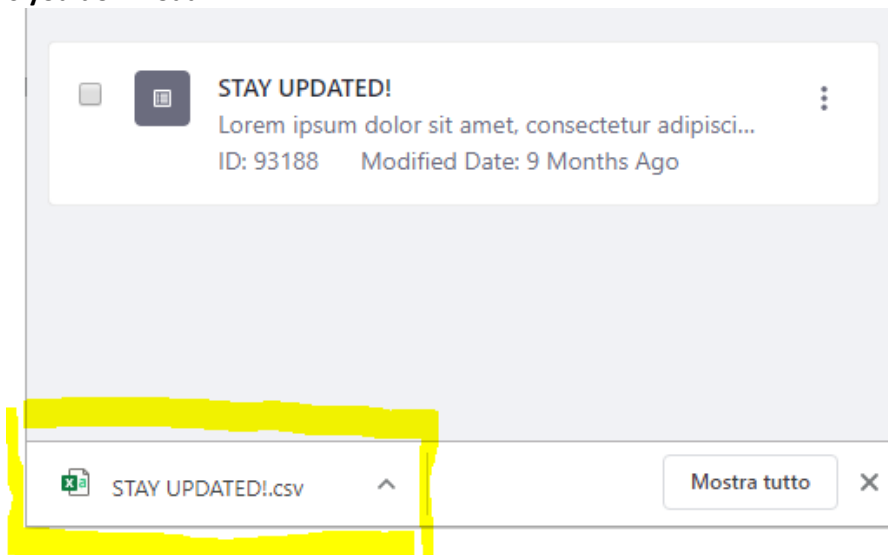 STAY UPDATED!
Lorem ipsum dolor sit amet, consectetur adipisci...
ID: 93188 Modified Date: 9 Months Ago
STAY UPDATED!.csv
Mostra tutto